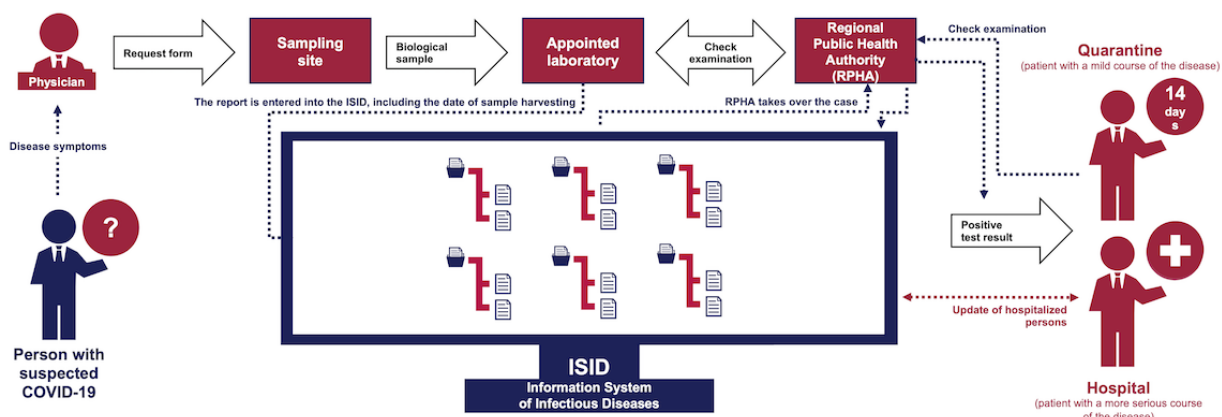 Physician
Request form
Sampling
site
Biological
sample
Appointed
laboratory
Check
examination
Regional
Public Health
Authority
(RPHA)
Check examination
Quarantine
(patient with a mild course of the disease)
14
day
s
The report is entered into the ISID, including the date of sample harvesting
RPHA takes over the case
Disease symptoms
?
Positive
test result
Update of hospitalized
persons
Person with
suspected
COVID-19
ISID
Information System
of Infectious Diseases
Hospital
(patient with a more serious course
of the disease)